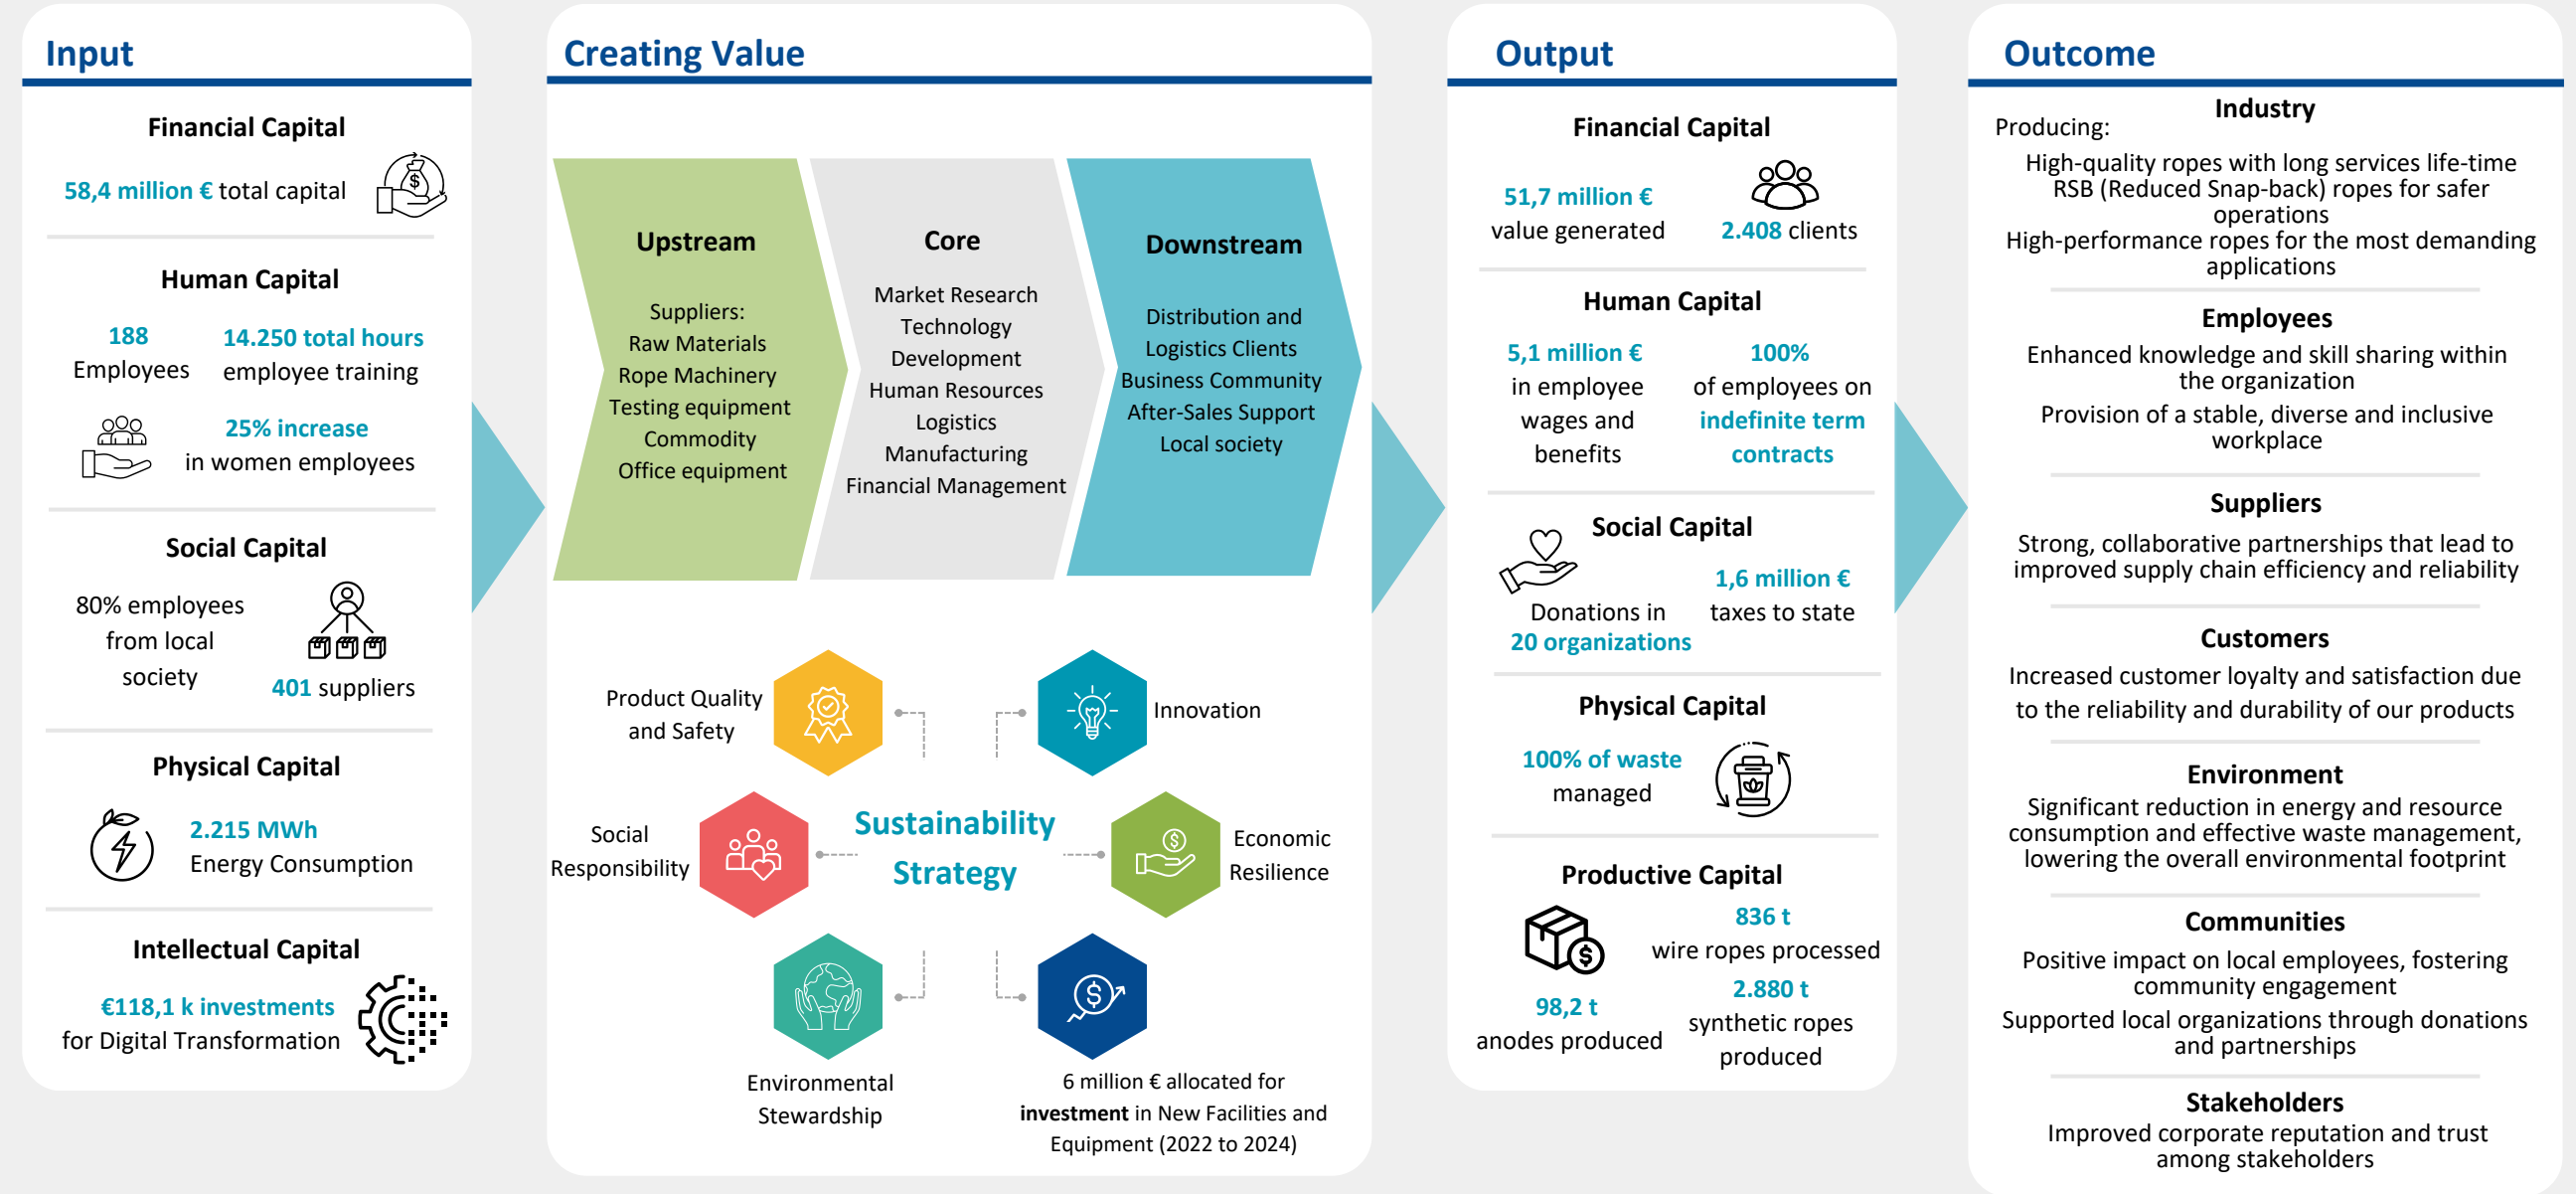 Input
Financial Capital
58,4 million € total capital
Human Capital
188
Employees
14.250 total hours
employee training
25% increase
in women employees
Social Capital
80% employees
from local
society
401 suppliers
Physical Capital
2.215 MWh
Energy Consumption
Intellectual Capital
€118,1 k investments
for Digital Transformation
Creating Value
Upstream
Suppliers:
Raw Materials
Rope Machinery
Testing equipment
Commodity
Office equipment
Core
Market Research
Technology
Development
Human Resources
Logistics
Manufacturing
Financial Management
Downstream
Distribution and
Logistics Clients
Business Community
After-Sales Support
Local society
Product Quality
and Safety
Innovation
Social
Responsibility
Sustainability
Strategy
Economic
Resilience
Environmental
Stewardship
6 million € allocated for
investment in New Facilities and
Equipment (2022 to 2024)
Output
Financial Capital
51,7 million €
value generated
2.408 clients
Human Capital
5,1 million €
in employee
wages and
benefits
100%
of employees on
indefinite term
contracts
Social Capital
Donations in
20 organizations
1,6 million €
taxes to state
Physical Capital
100% of waste
managed
Productive Capital
98,2 t
anodes produced
836 t
wire ropes processed
2.880 t
synthetic ropes
produced
Outcome
Industry
Producing:
High-quality ropes with long services life-time
RSB (Reduced Snap-back) ropes for safer
operations
High-performance ropes for the most demanding
applications
Employees
Enhanced knowledge and skill sharing within
the organization
Provision of a stable, diverse and inclusive
workplace
Suppliers
Strong, collaborative partnerships that lead to
improved supply chain efficiency and reliability
Customers
Increased customer loyalty and satisfaction due
to the reliability and durability of our products
Environment
Significant reduction in energy and resource
consumption and effective waste management,
lowering the overall environmental footprint
Communities
Positive impact on local employees, fostering
community engagement
Supported local organizations through donations
and partnerships
Stakeholders
Improved corporate reputation and trust
among stakeholders